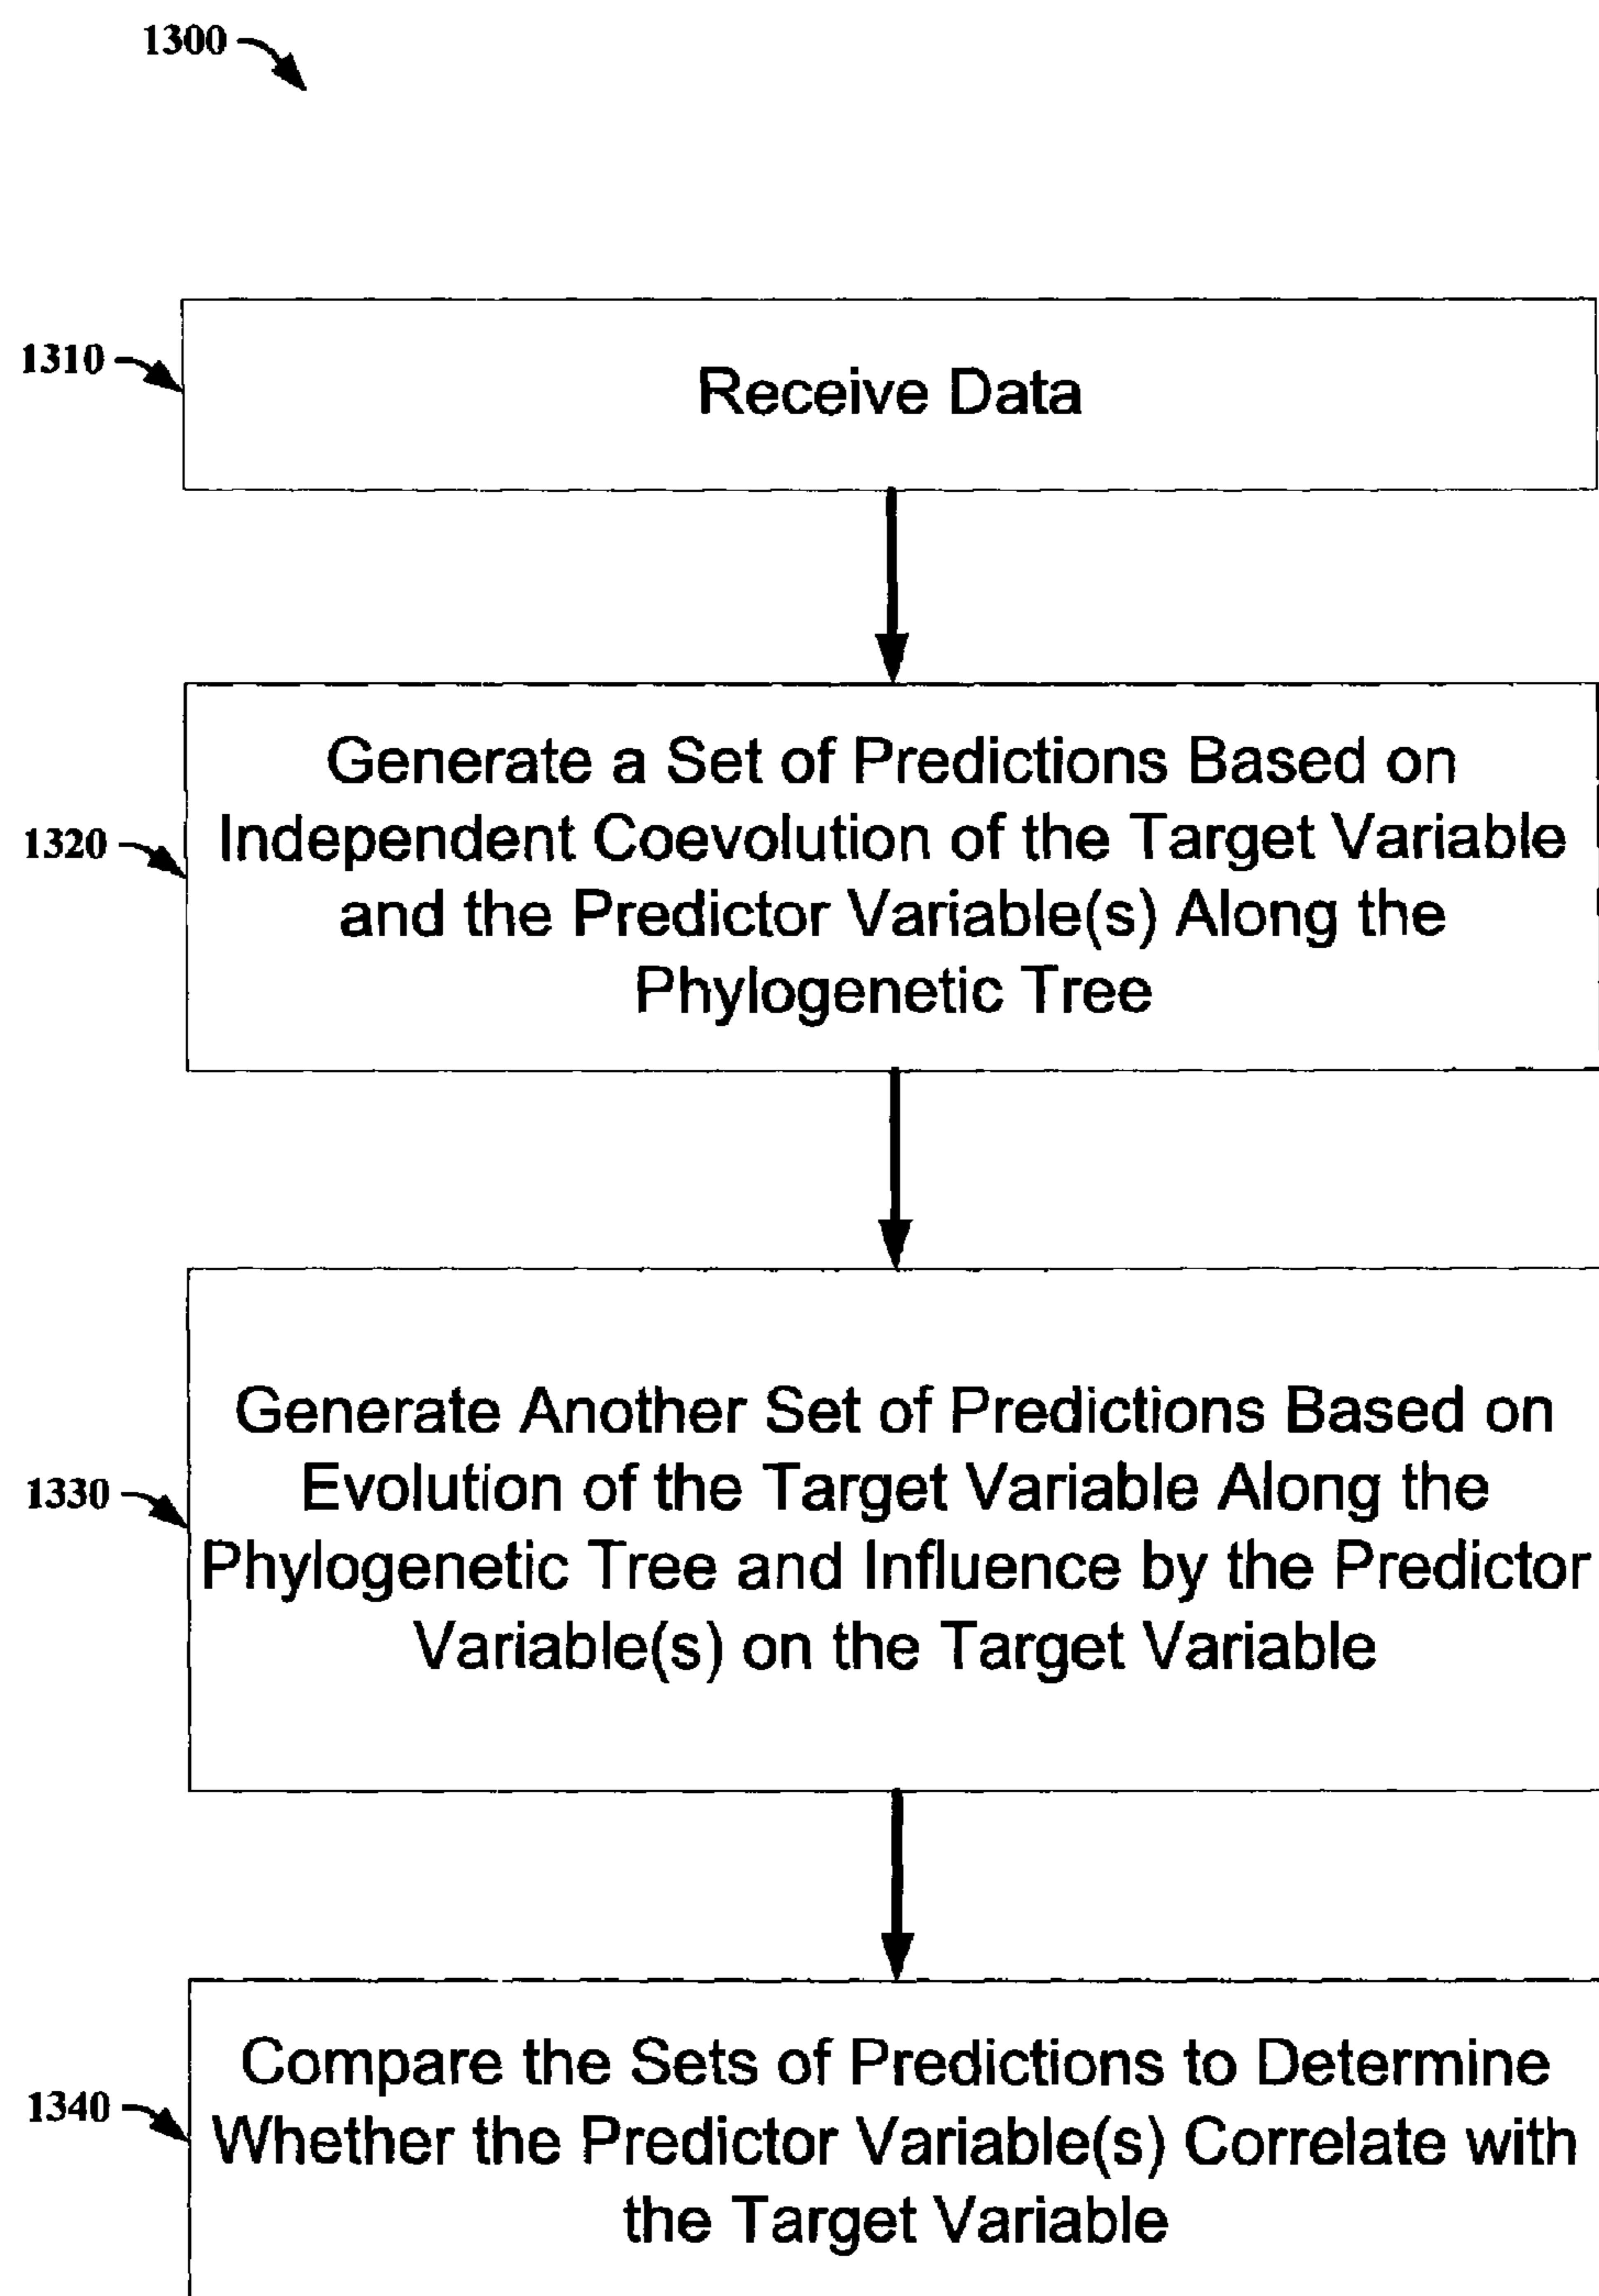 1300
1310
Receive Data
Generate a Set of Predictions Based on
1320
Independent Coevolution of the Target Variable
and the Predictor Variable(s) Along the
Phylogenetic Tree
Generate Another Set of Predictions Based on
Evolution of the Target Variable Along the
1330
Phylogenetic Tree and Influence by the Predictor
Variable(s) on the Target Variable
Compare the Sets of Predictions to Determine
1340
Whether the Predictor Variable(s) Correlate with
the Target Variable